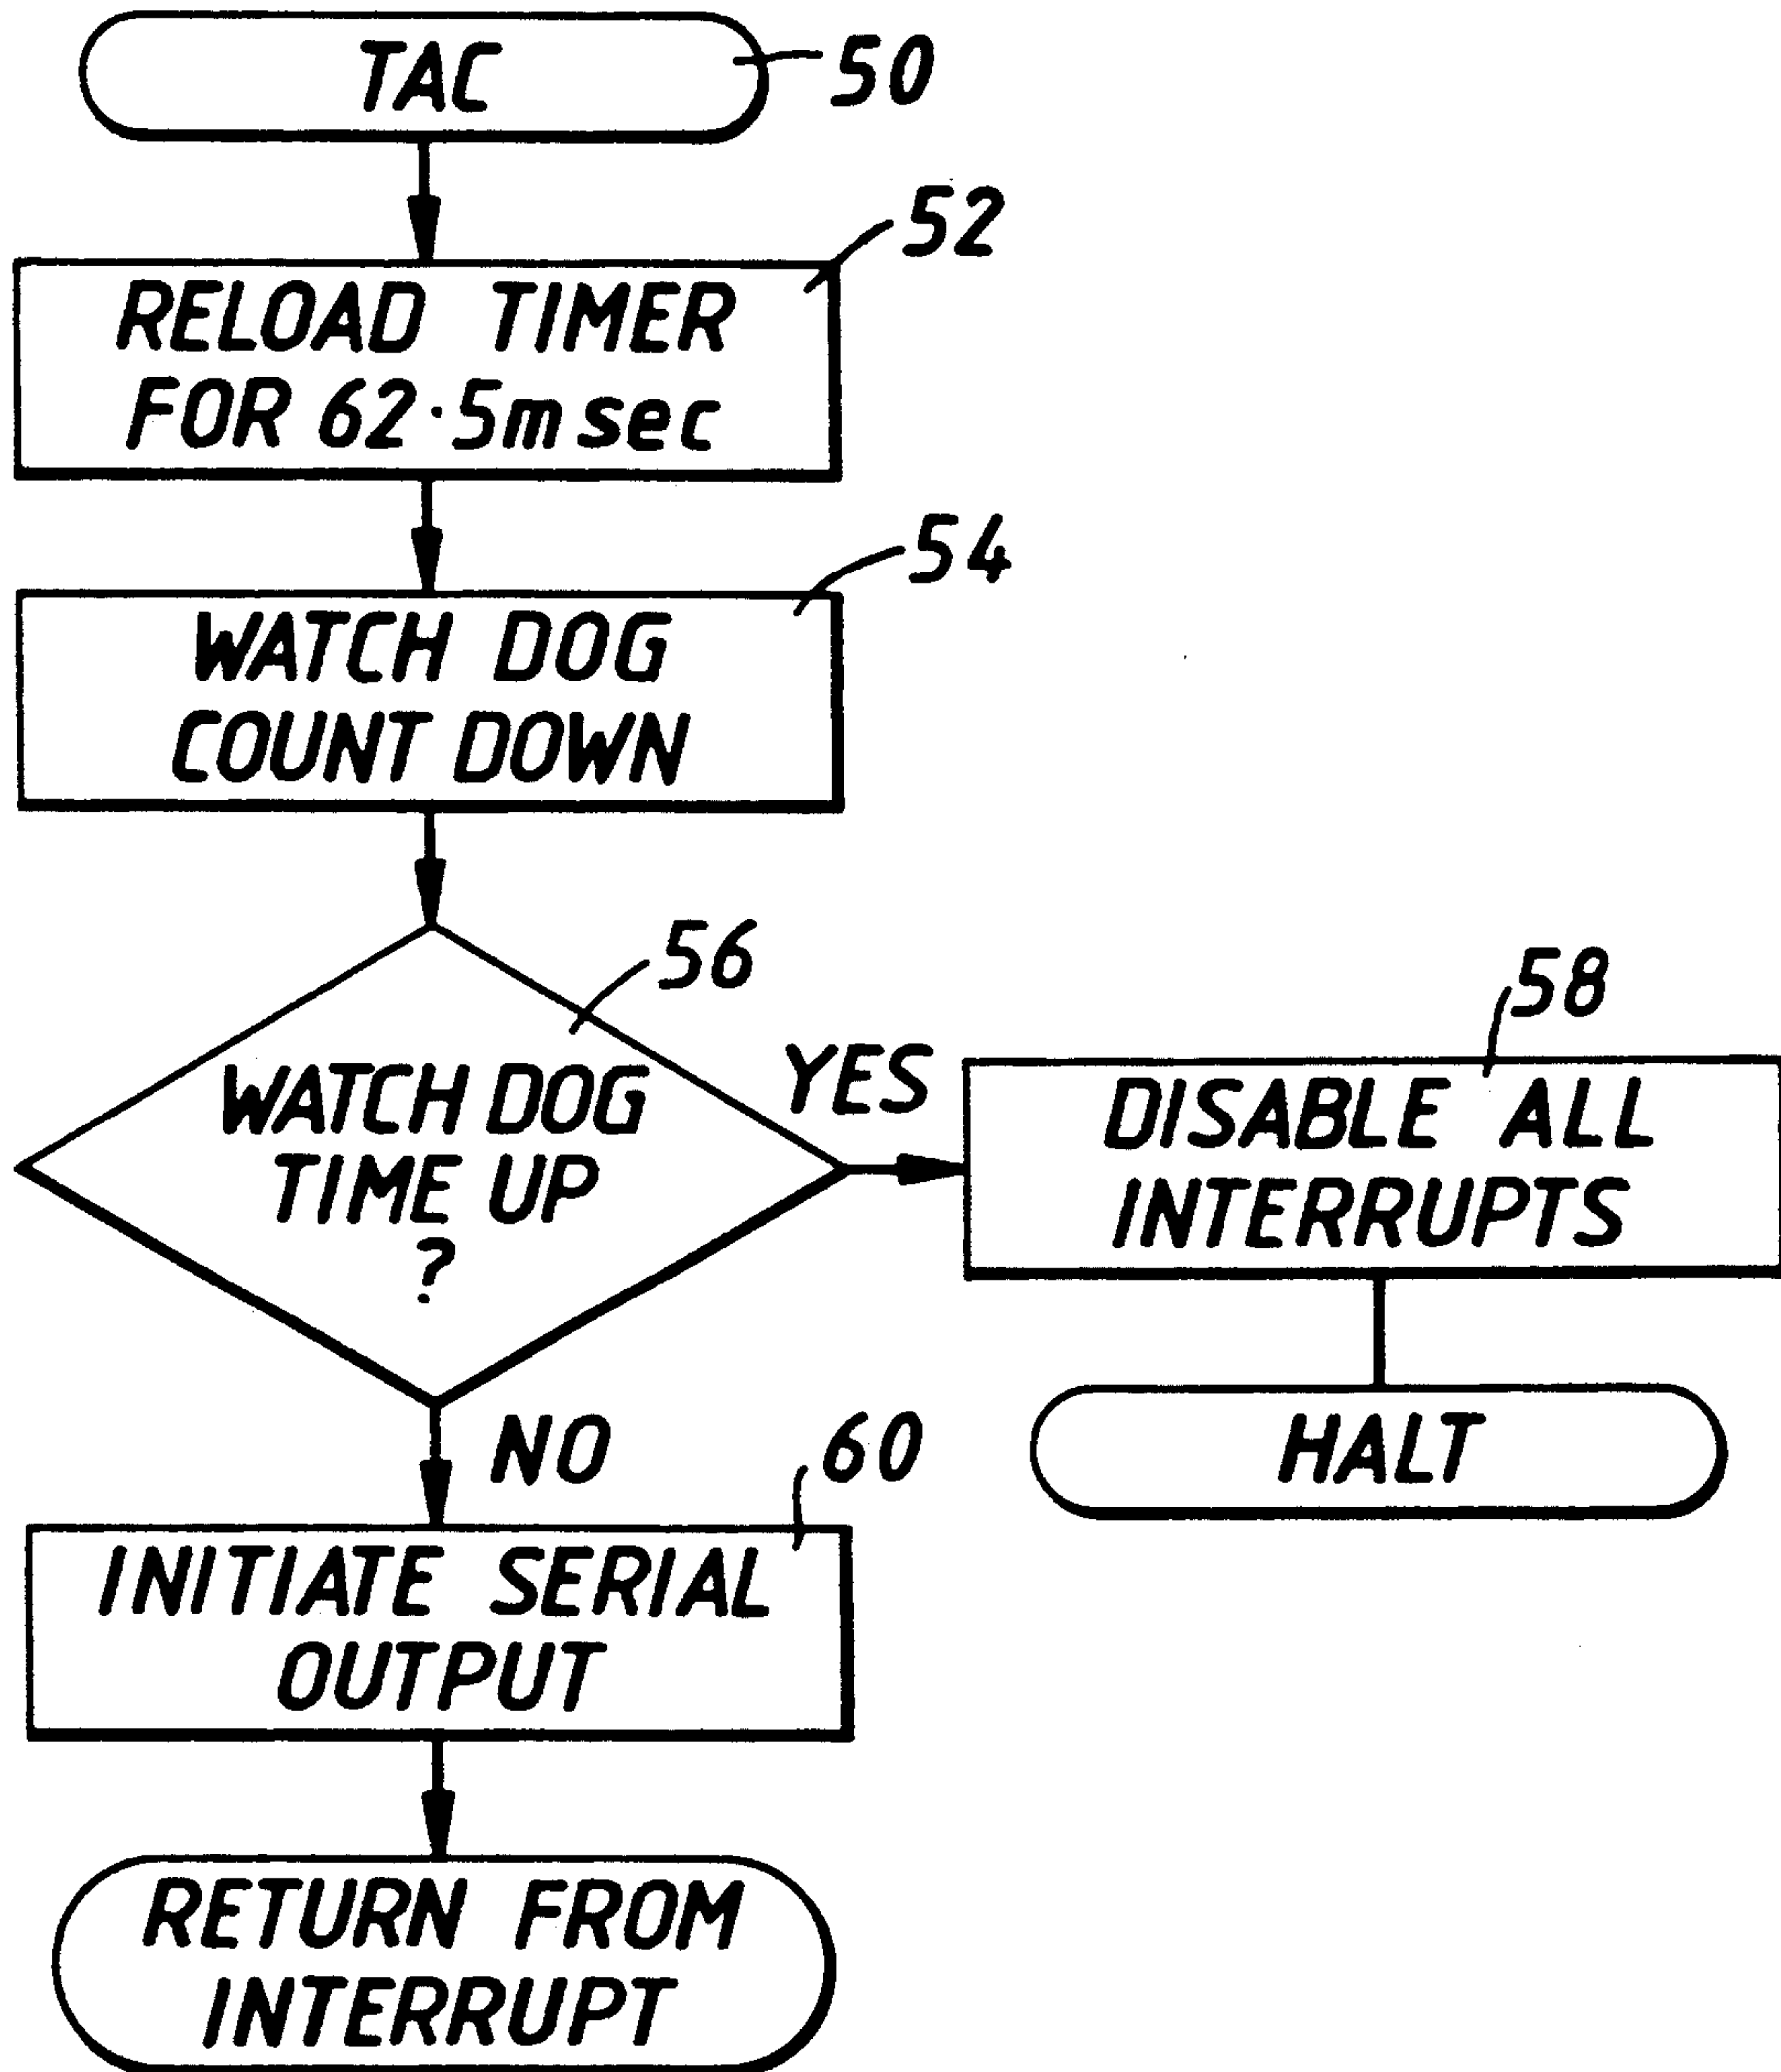 TAC
50
52
RELOAD TIMER
FOR 62·5msec
54
WATCH DOG
COUNT DOWN
56
WATCH DOG
TIME UP
?
YES
58
DISABLE ALL
INTERRUPTS
HALT
NO
60
INITIATE SERIAL
OUTPUT
RETURN FROM
INTERRUPT